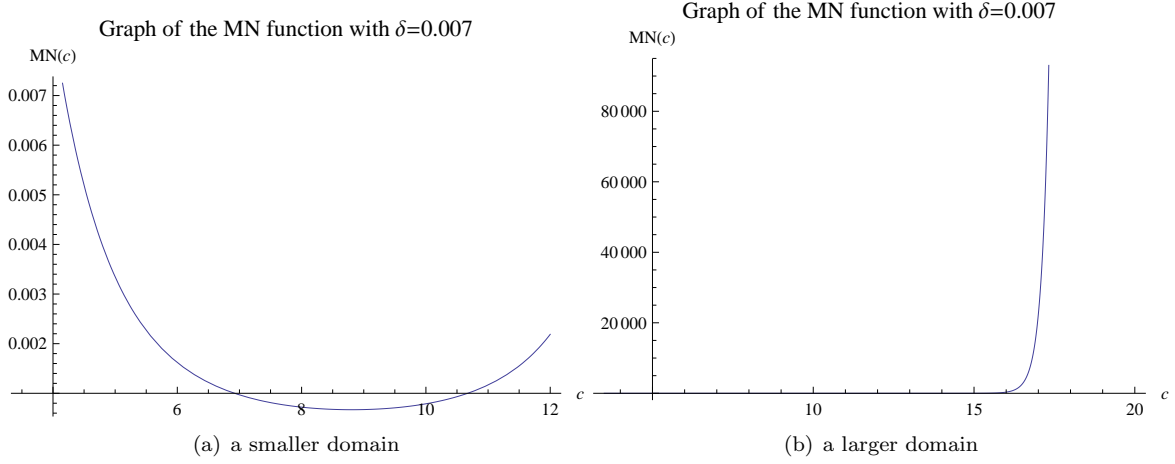 Graph of the MN function with δ=0.007
MN(c)
0.007
0.006
0.005
0.004
0.003
0.002
6
8
10
12
c
(a) a smaller domain
Graph of the MN function with δ=0.007
MN(c)
80 000
60 000
40 000
20 000
10
15
20
c
(b) a larger domain